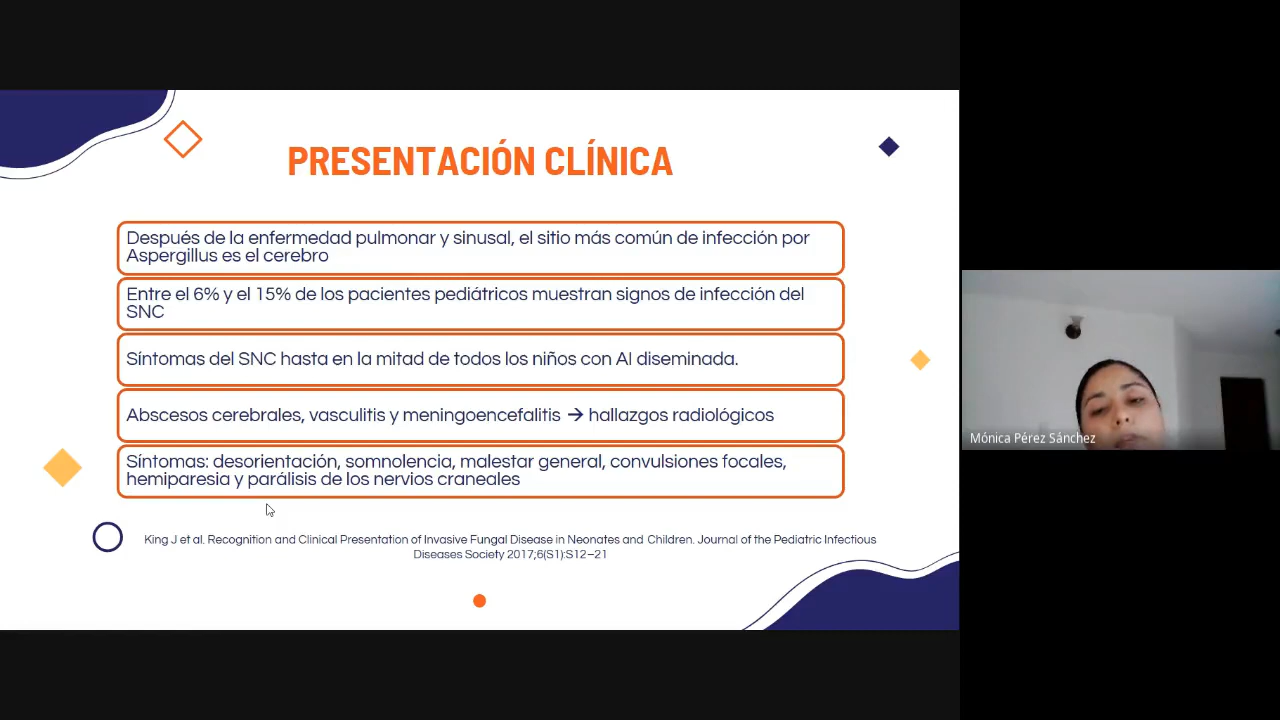 PRESENTACIÓN CLÍNICA
Después de la enfermedad pulmonar y sinusal, el sitio más común de infección por
Aspergillus es el cerebro
Entre el 6% y el 15% de los pacientes pediátricos muestran signos de infección del
SNC
Síntomas del SNC hasta en la mitad de todos los niños con AI diseminada.
Abscesos cerebrales, vasculitis y meningoencefalitis → hallazgos radiológicos
Síntomas: desorientación, somnolencia, malestar general, convulsiones focales,
hemiparesia y parálisis de los nervios craneales
King J et al. Recognition and Clinical Presentation of Invasive Fungal Disease in Neonates and Children. Journal of the Pediatric Infectious
Diseases Society 2017;6(S1):S12–21
Mónica Pérez Sánchez